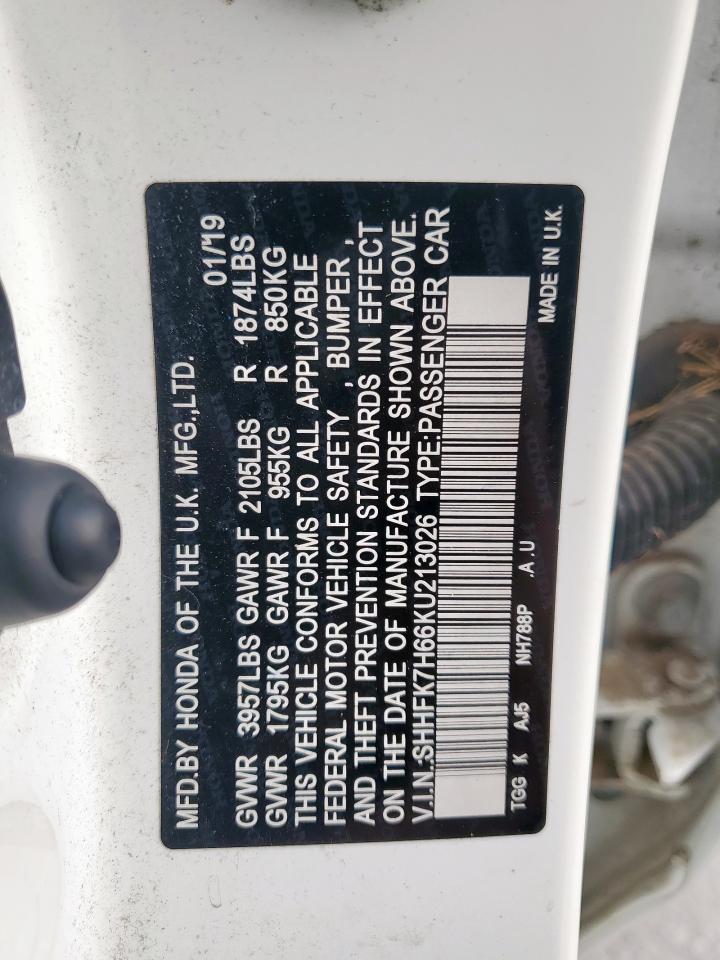 MFD.BY HONDA OF THE U.K. MFG.,LTD. 01/19
GVWR 3957LBS GAWR F 2105LBS R 1874LBS
GVWR 1795KG GAWR F 955KG R 850KG
THIS VEHICLE CONFORMS TO ALL APPLICABLE
FEDERAL MOTOR VEHICLE SAFETY , BUMPER ,
AND THEFT PREVENTION STANDARDS IN EFFECT
ON THE DATE OF MANUFACTURE SHOWN ABOVE.
V.I.N.:SHHFK7H66KU213026 TYPE:PASSENGER CAR
TGG K AJ5 NH788P .A .U MADE IN U.K.